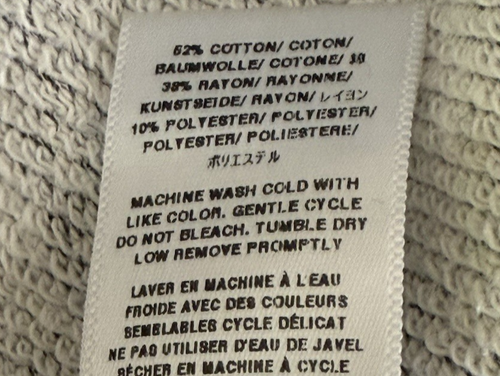 52% COTTON/ COTON/
BAUMWOLLE/ COTONE/ 綿
38% RAYON/ RAYONNE/
KUNSTSEIDE/ RAYON/ レイヨン
10% POLYESTER/ POLYESTER/
POLYESTER/ POLIESTERE/
ポリエステル
MACHINE WASH COLD WITH
LIKE COLOR. GENTLE CYCLE
DO NOT BLEACH. TUMBLE DRY
LOW REMOVE PROMPTLY
LAVER EN MACHINE À L'EAU
FROIDE AVEC DES COULEURS
SEMBLABLES CYCLE DÉLICAT
NE PAS UTILISER D'EAU DE JAVEL
SÉCHER EN MACHINE À CYCLE